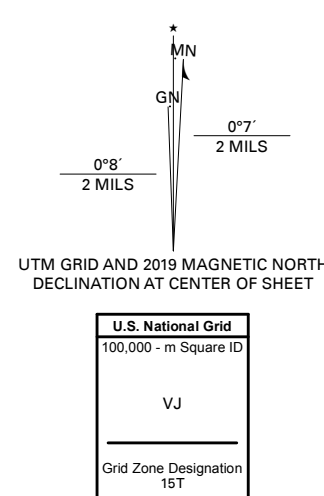 ★
MN
GN
0°7´
2 MILS
0°8´
2 MILS
UTM GRID AND 2019 MAGNETIC NORTH
DECLINATION AT CENTER OF SHEET
U.S. National Grid
100,000 - m Square ID
VJ
Grid Zone Designation
15T